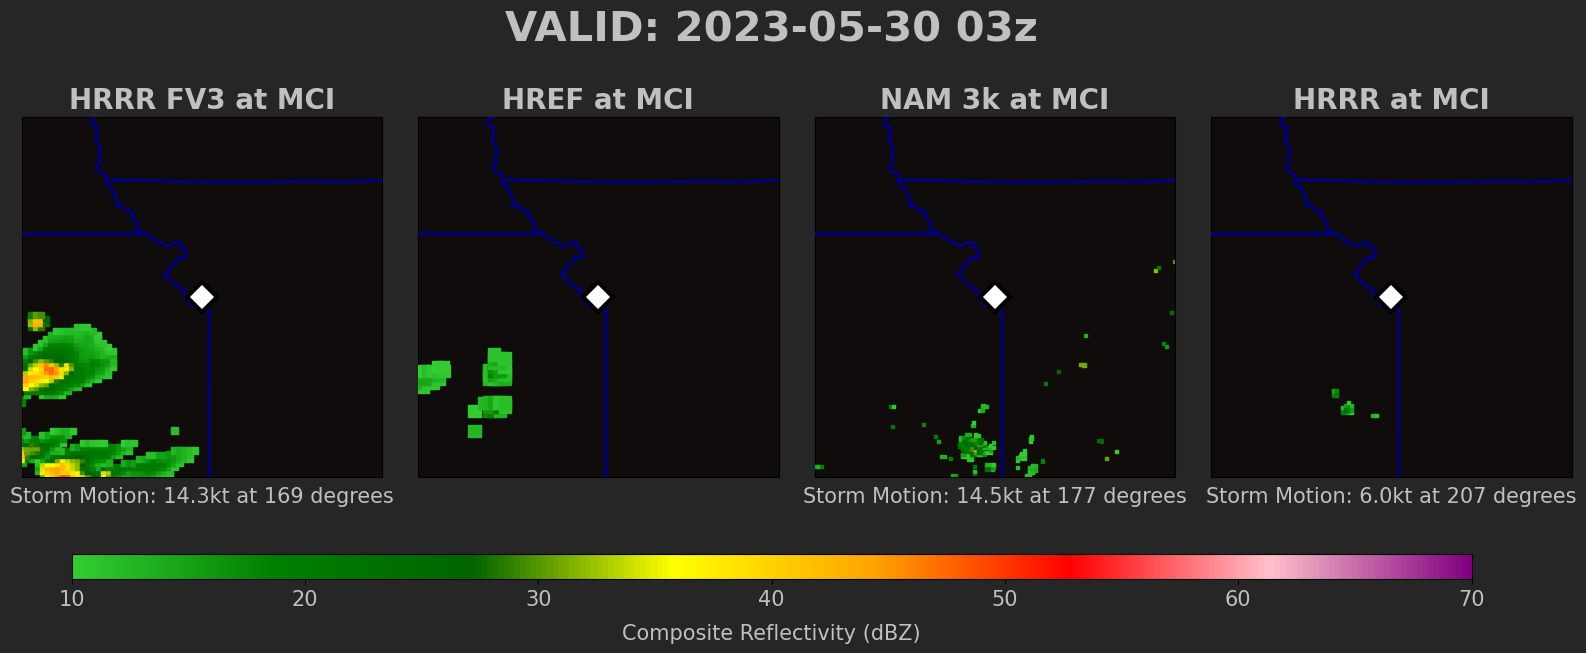 VALID: 2023-05-30 03z
HRRR FV3 at MCI
HREF at MCI
NAM 3k at MCI
HRRR at MCI
Storm Motion: 14.3kt at 169 degrees
Storm Motion: 14.5kt at 177 degrees
Storm Motion: 6.0kt at 207 degrees
10 20 30 40 50 60 70
Composite Reflectivity (dBZ)